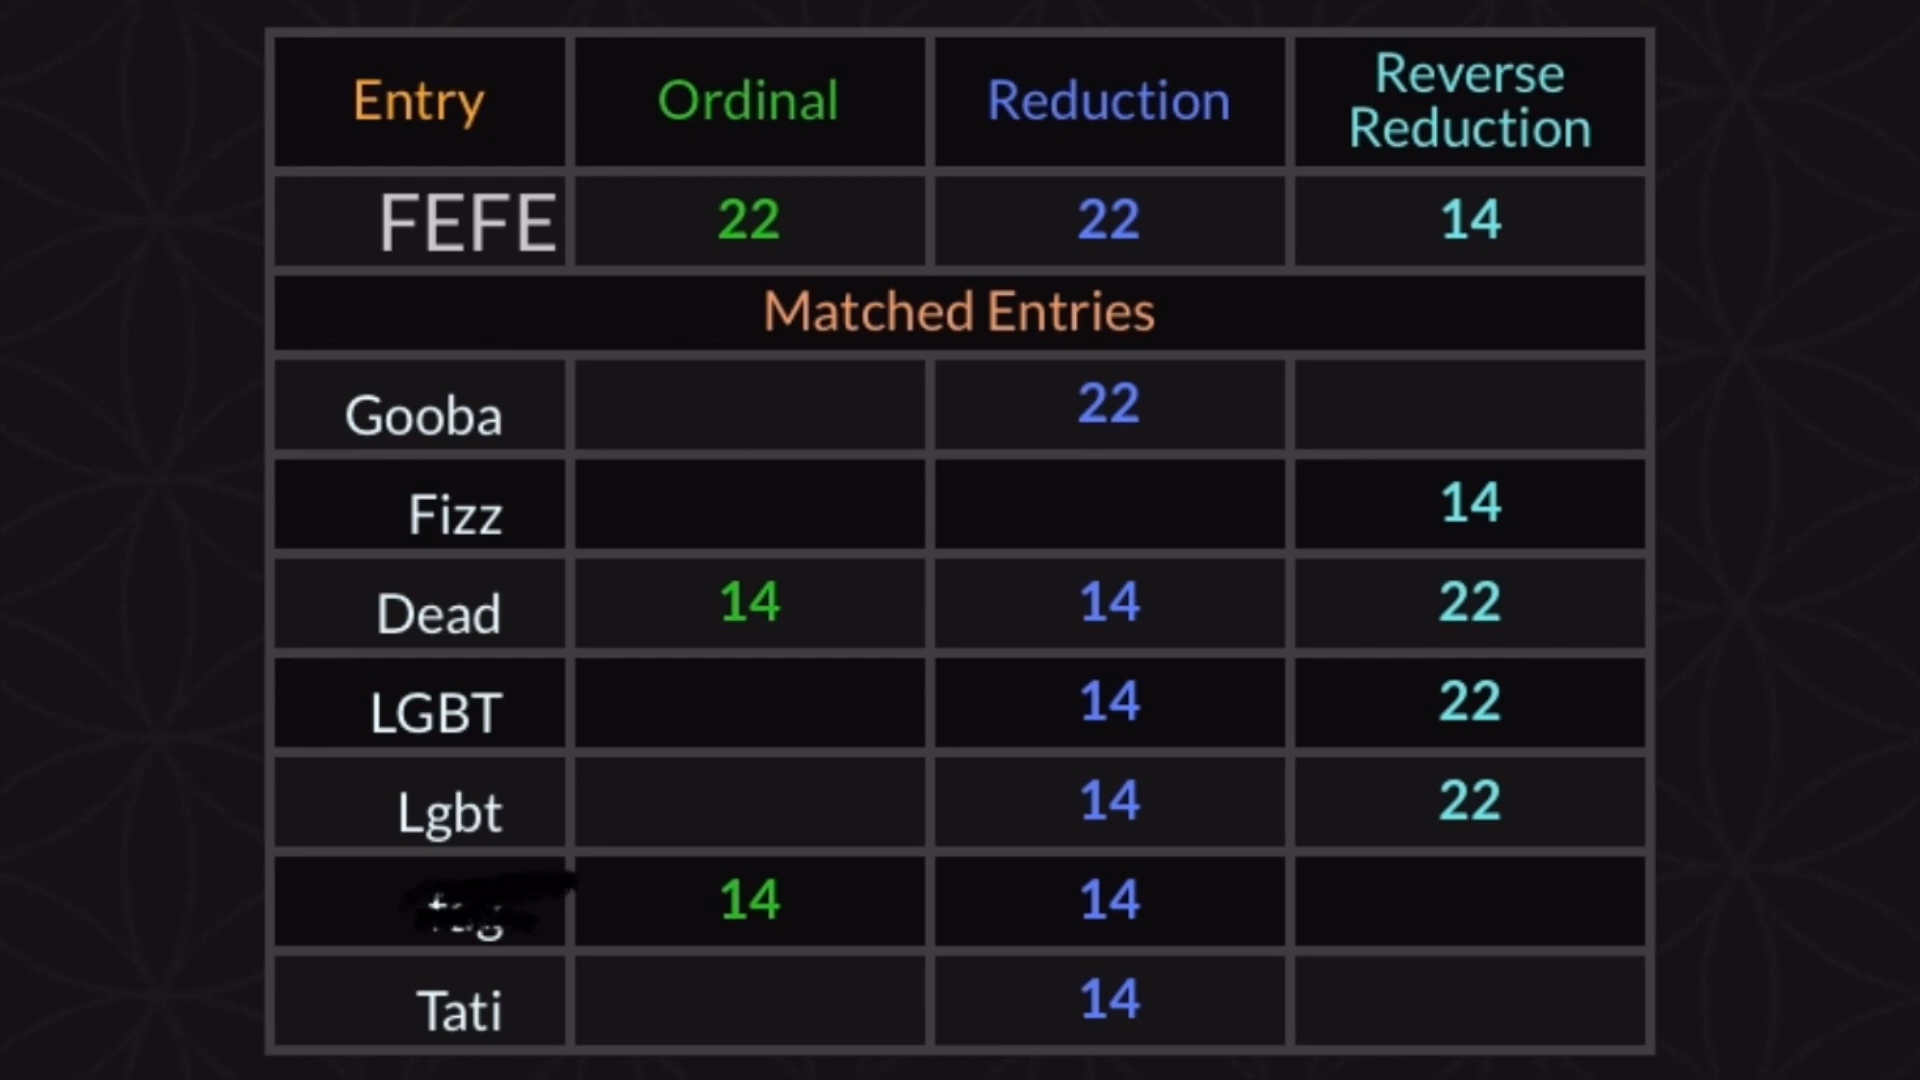 Entry Ordinal Reduction Reverse Reduction
FEFE 22 22 14
Matched Entries
Gooba 22
Fizz 14
Dead 14 14 22
LGBT 14 22
Lgbt 14 22
14 14
Tati 14